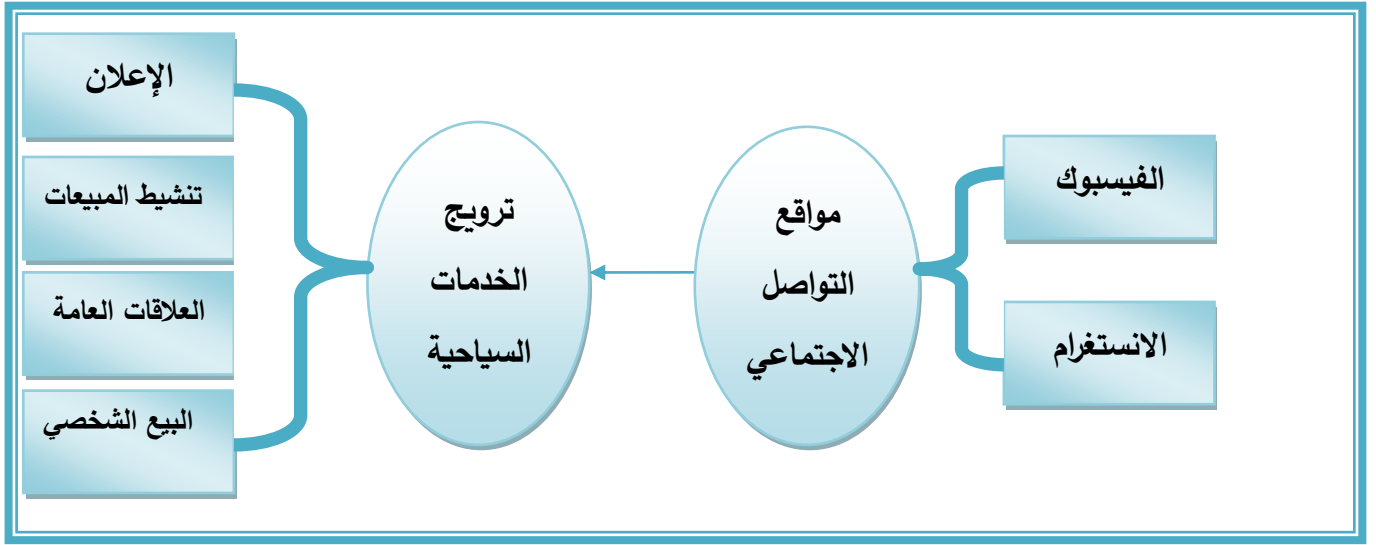 الفيسبوك
الانستغرام
مواقع
التواصل
الاجتماعي
ترويج
الخدمات
السياحية
الإعلان
تنشيط المبيعات
العلاقات العامة
البيع الشخصي